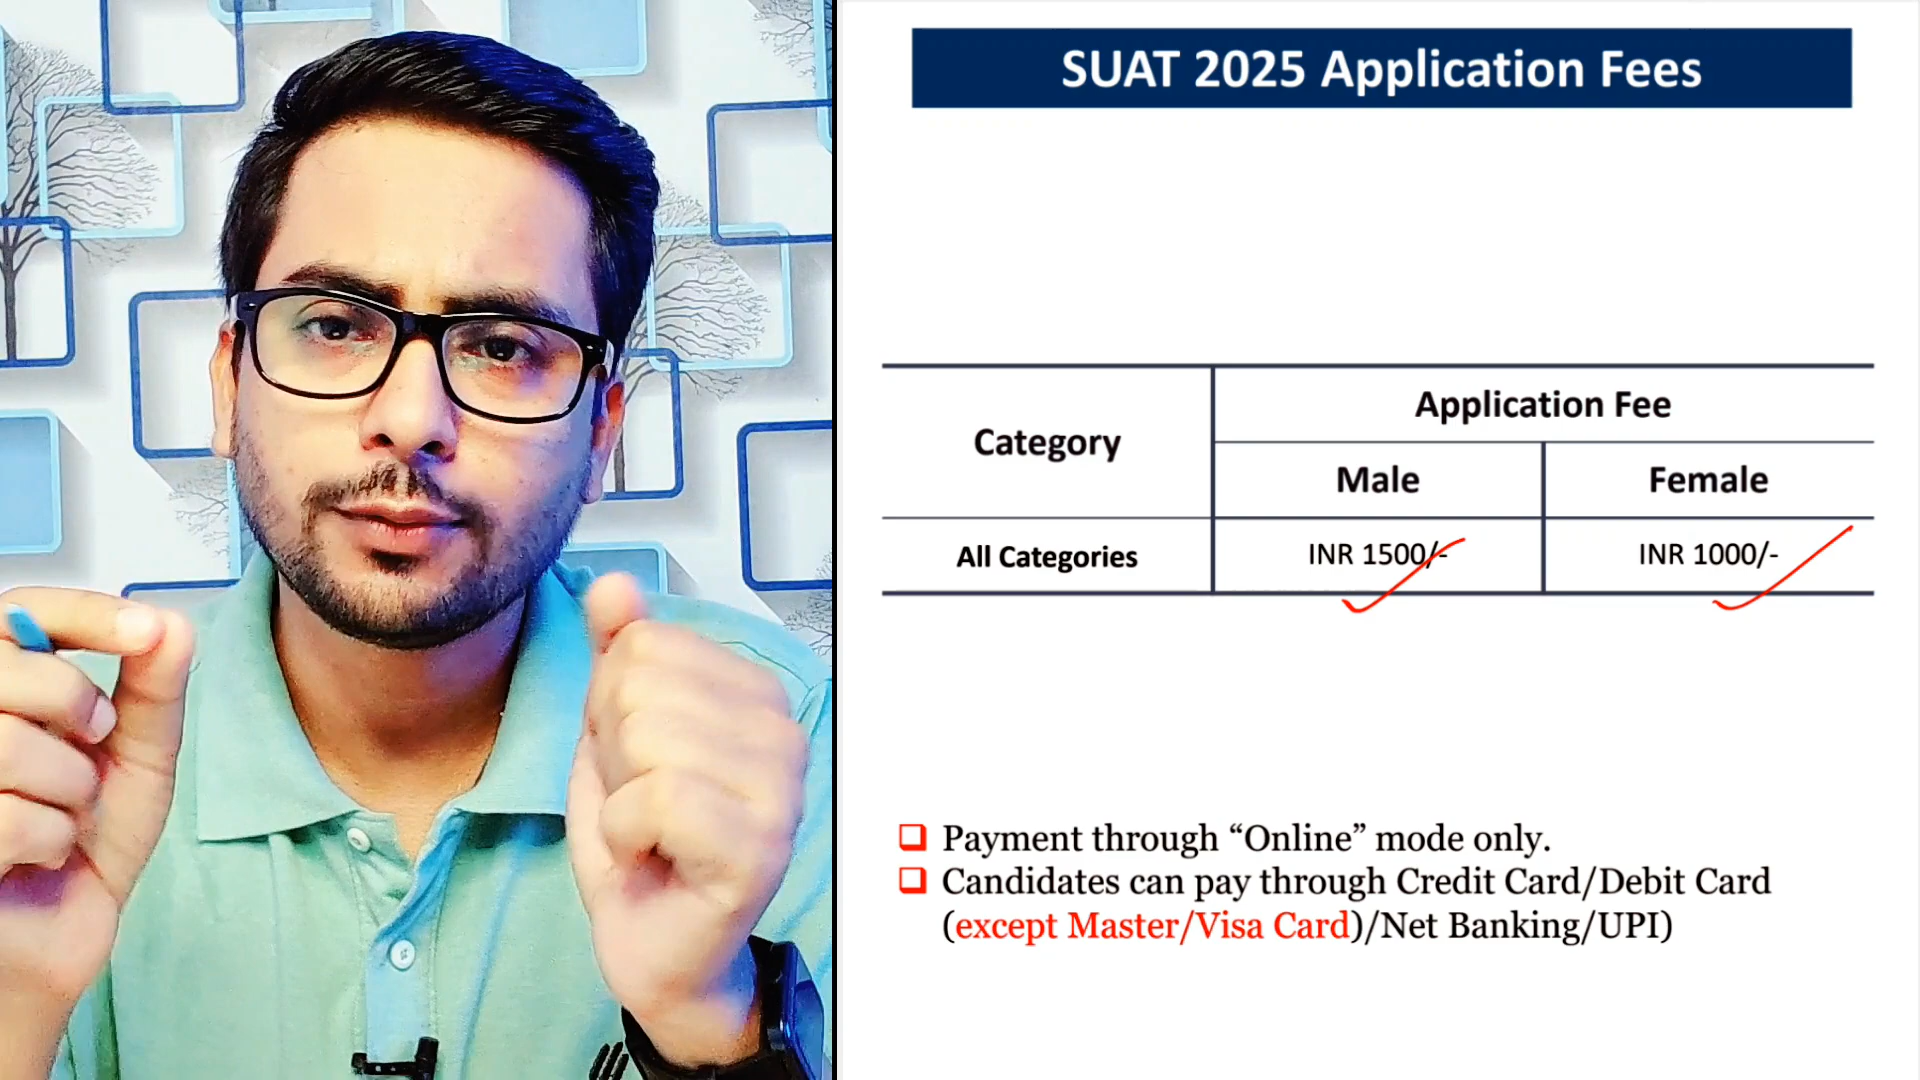 SUAT 2025 Application Fees
Category
Application Fee
Male
Female
All Categories
INR 1500/-
INR 1000/-
Payment through “Online” mode only.
Candidates can pay through Credit Card/Debit Card
(except Master/Visa Card)/Net Banking/UPI)